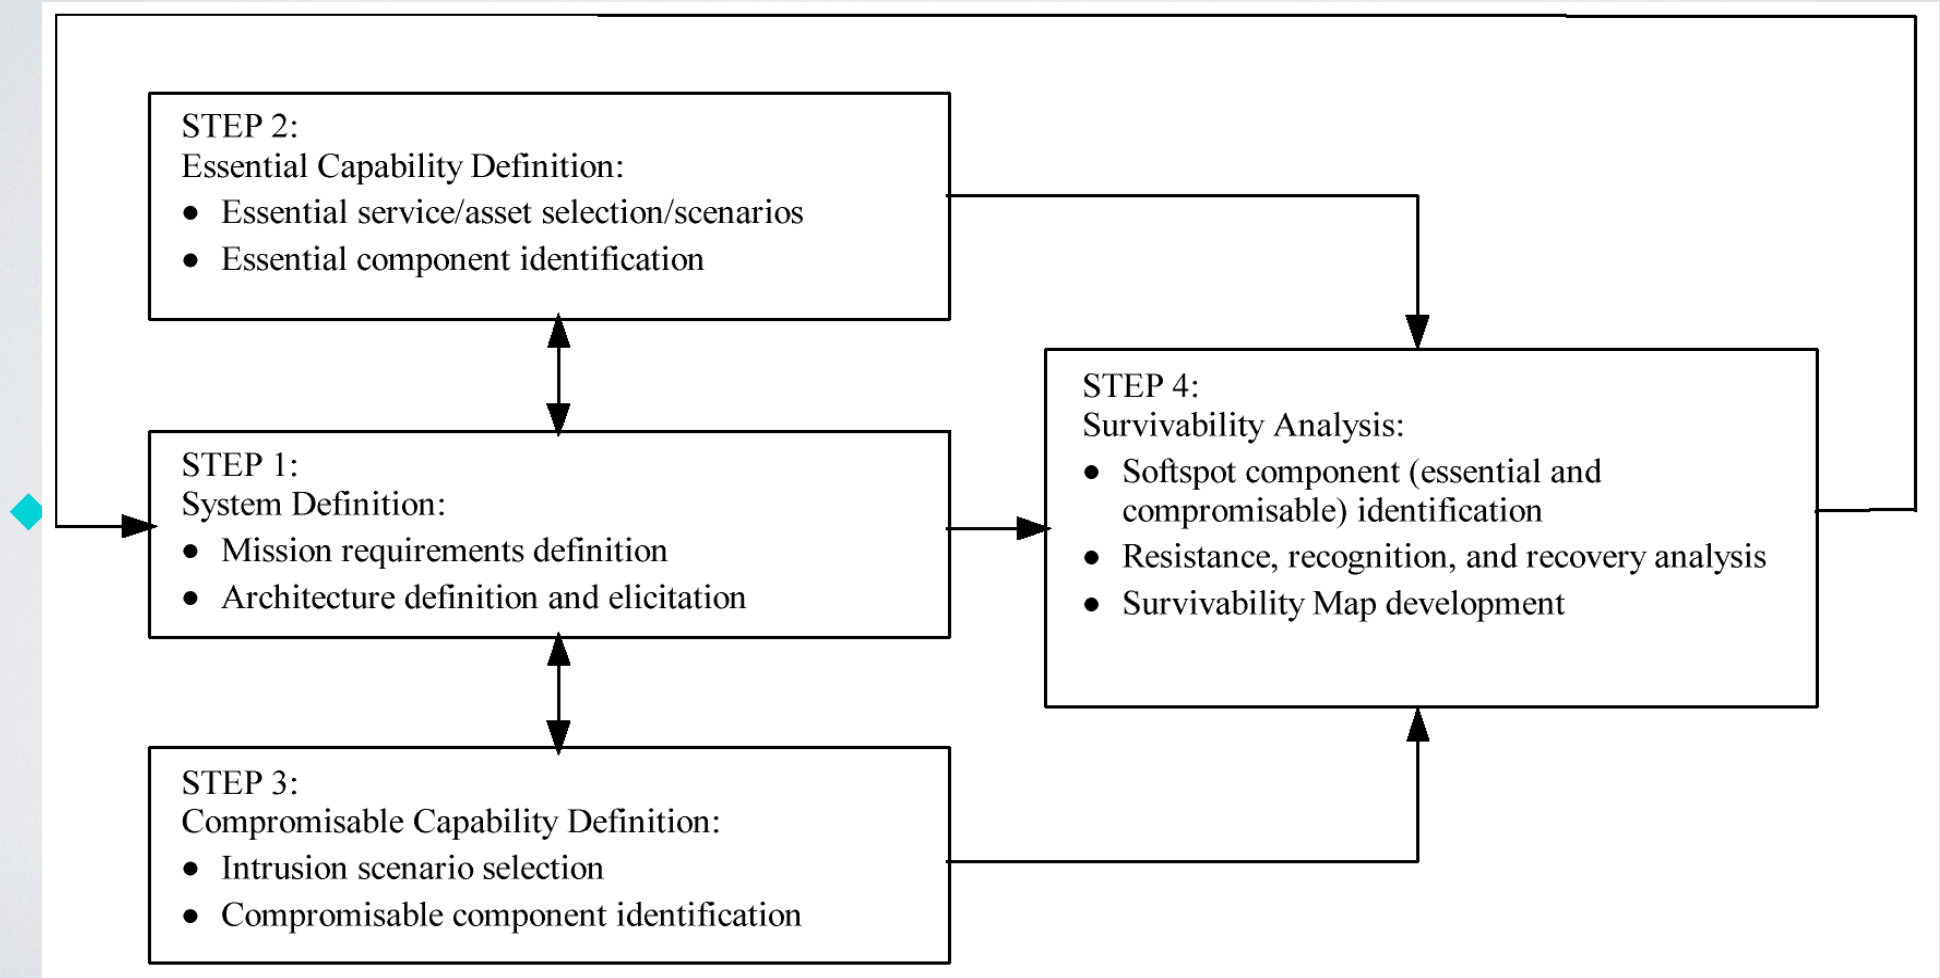 STEP 2:
Essential Capability Definition:
● Essential service/asset selection/scenarios
● Essential component identification
STEP 1:
System Definition:
● Mission requirements definition
● Architecture definition and elicitation
STEP 3:
Compromisable Capability Definition:
● Intrusion scenario selection
● Compromisable component identification
STEP 4:
Survivability Analysis:
● Softspot component (essential and
compromisable) identification
● Resistance, recognition, and recovery analysis
● Survivability Map development